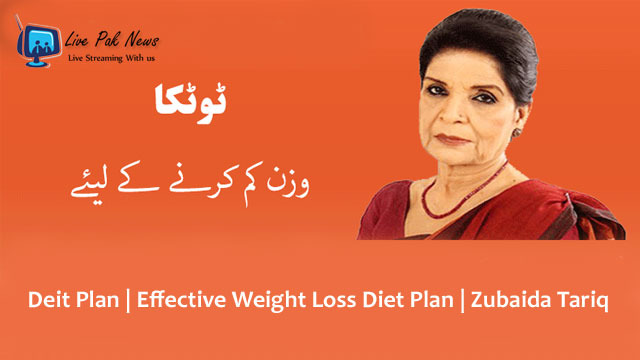 Live Pak News
Live Streaming With us
ٹوٹکا
وزن کم کرنے کے لیئے
Deit Plan | Effective Weight Loss Diet Plan | Zubaida Tariq